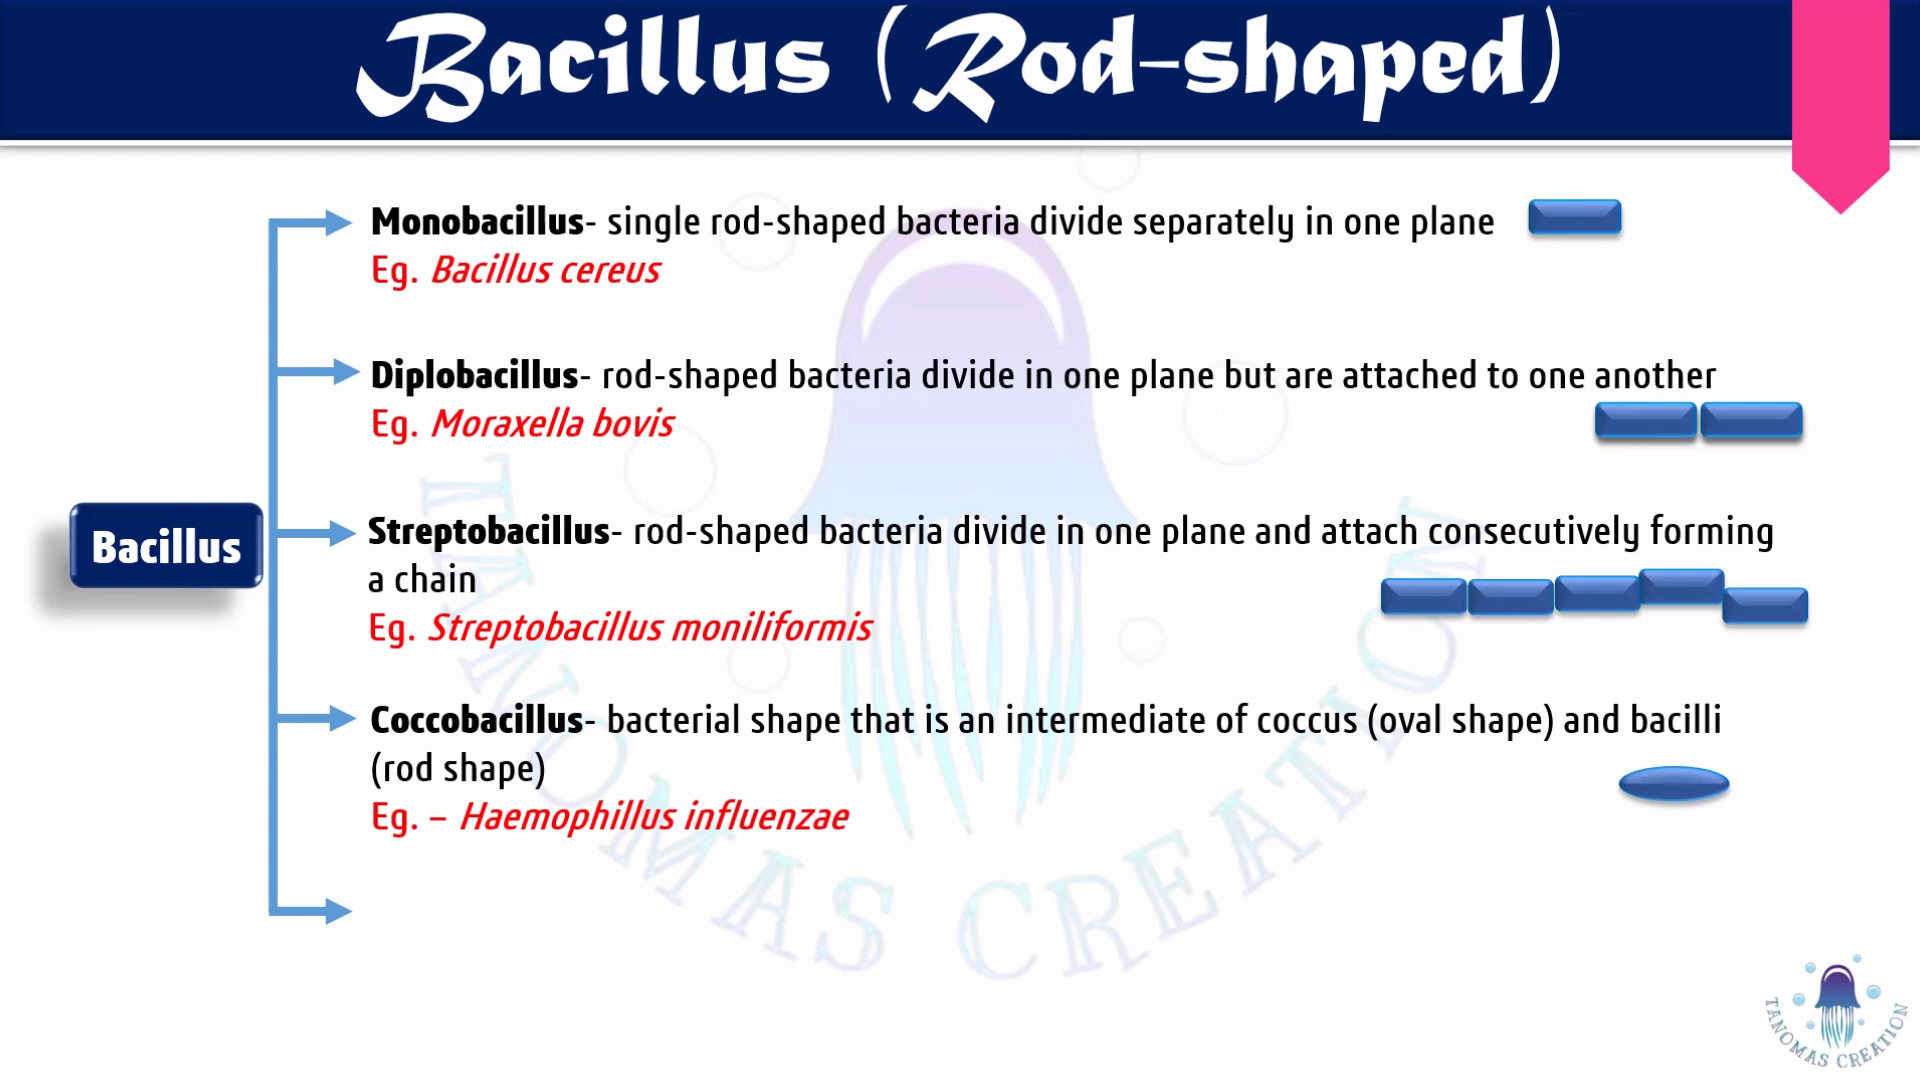 Bacillus (Rod-shaped)
Monobacillus- single rod-shaped bacteria divide separately in one plane
Eg. Bacillus cereus
Diplobacillus- rod-shaped bacteria divide in one plane but are attached to one another
Eg. Moraxella bovis
Bacillus
Streptobacillus- rod-shaped bacteria divide in one plane and attach consecutively forming
a chain
Eg. Streptobacillus moniliformis
Coccobacillus- bacterial shape that is an intermediate of coccus (oval shape) and bacilli
(rod shape)
Eg. – Haemophillus influenzae
TANOMAS CREATION
TANOMAS CREATION